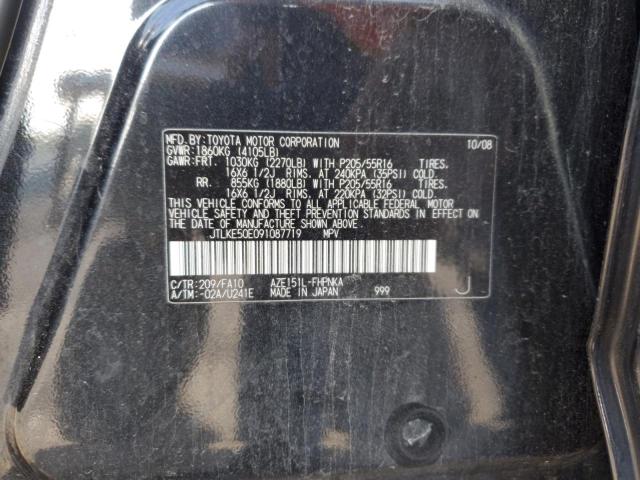 MFD.BY:TOYOTA MOTOR CORPORATION 10/08
GVWR:1860KG (4105LB)
GAWR:FRT. 1030KG (2270LB) WITH P205/55R16 TIRES.
16X6 1/2J RIMS, AT 240KPA (35PSI) COLD.
RR. 855KG (1880LB) WITH P205/55R16 TIRES.
16X6 1/2J RIMS, AT 220KPA (32PSI) COLD.
THIS VEHICLE CONFORMS TO ALL APPLICABLE FEDERAL MOTOR
VEHICLE SAFETY AND THEFT PREVENTION STANDARDS IN EFFECT ON
THE DATE OF MANUFACTURE SHOWN ABOVE.
JTLKE50E091087719 MPV
C/TR:209/FA10 AZE151L-FHPNKA
A/TM:-02A/U241E MADE IN JAPAN 999 J